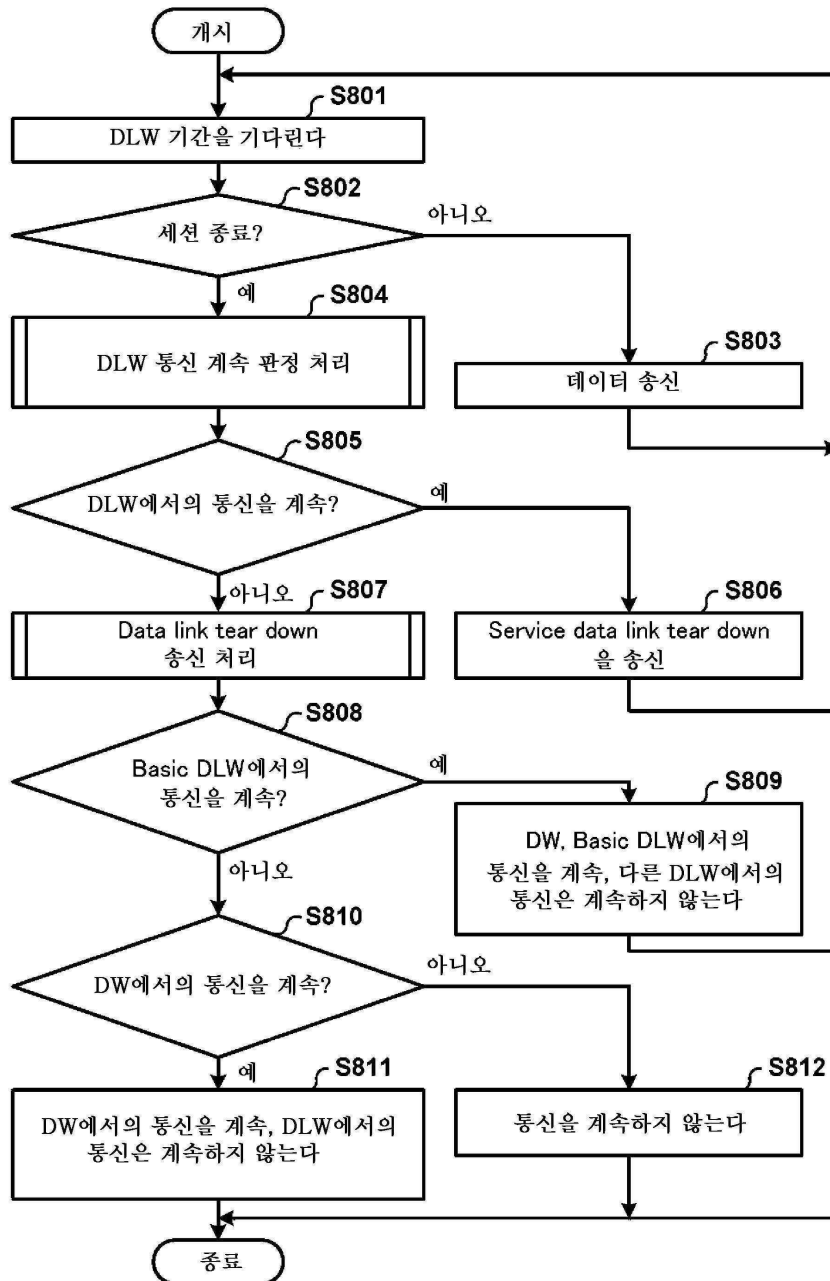 개시
S801
DLW 기간을 기다린다
S802
세션 종료?
아니오
예
S804
DLW 통신 계속 판정 처리
S803
데이터 송신
S805
DLW에서의 통신을 계속?
예
아니오
S807
Data link tear down
송신 처리
S806
Service data link tear down
을 송신
S808
Basic DLW에서의
통신을 계속?
예
S809
DW, Basic DLW에서의
통신을 계속, 다른 DLW에서의
통신은 계속하지 않는다
아니오
S810
DW에서의 통신을 계속?
아니오
예
S811
DW에서의 통신을 계속, DLW에서의
통신은 계속하지 않는다
S812
통신을 계속하지 않는다
종료